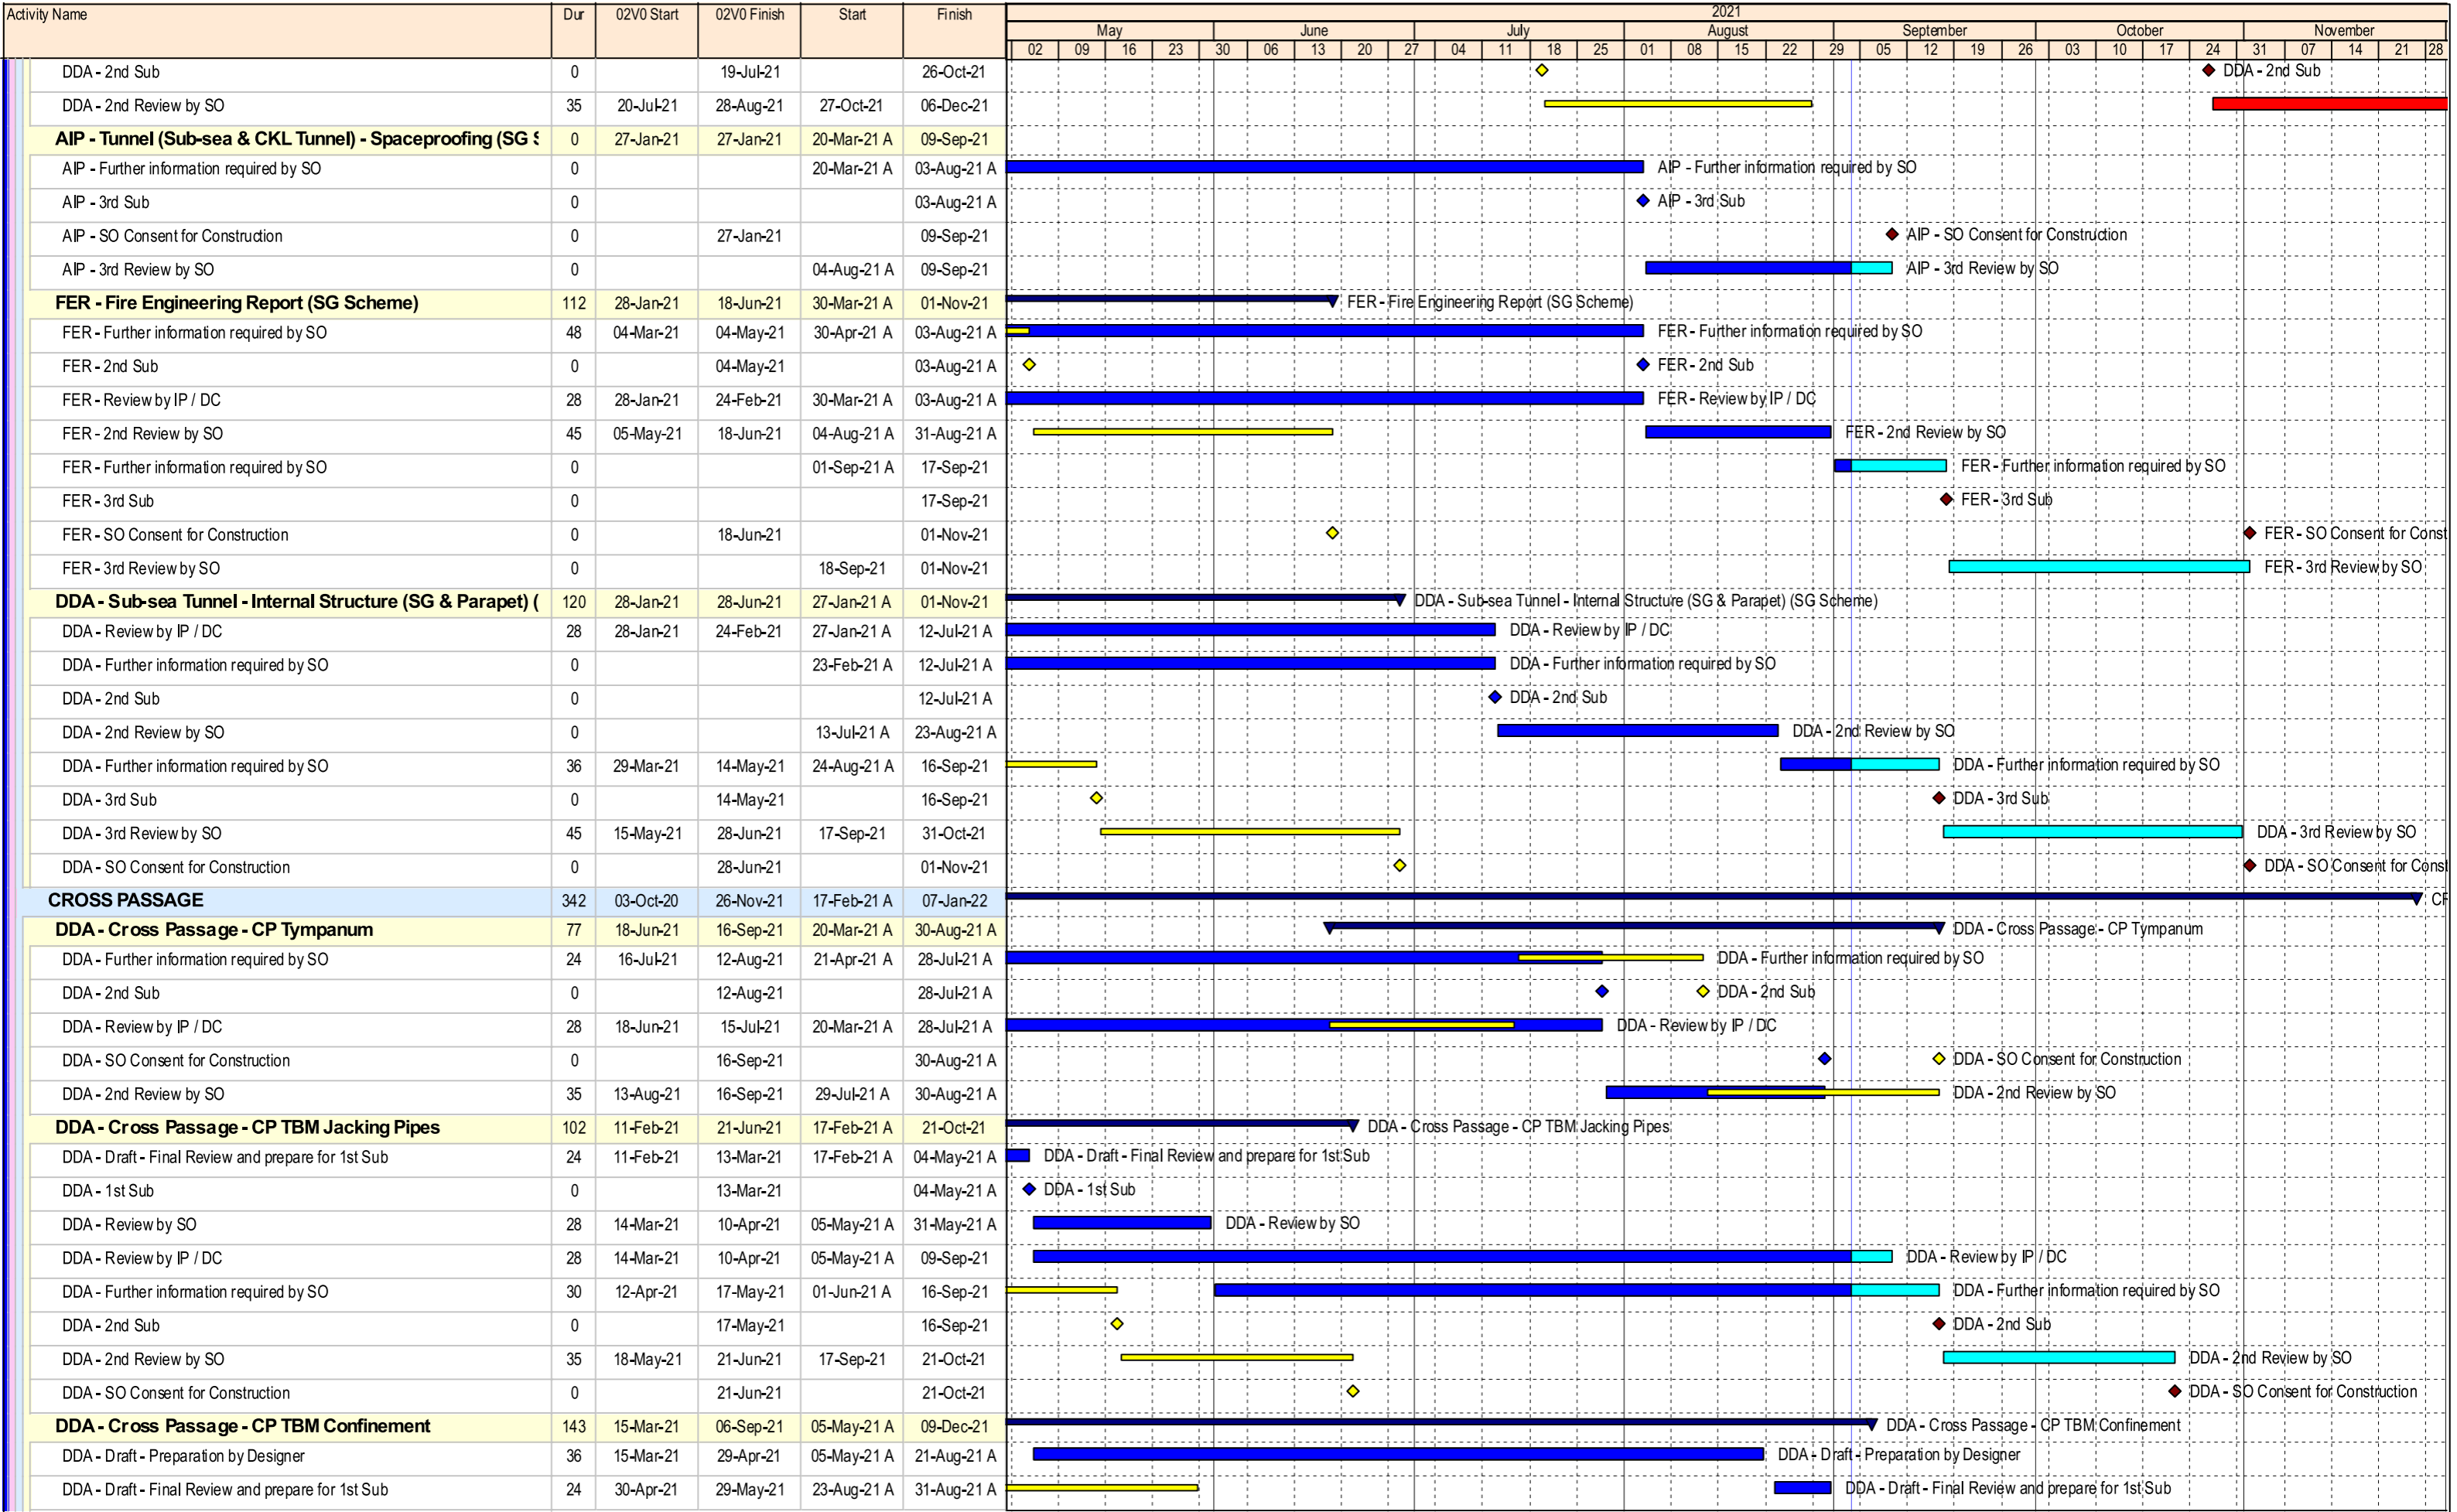 Activity Name Dur 02V0 Start 02V0 Finish Start Finish 2021
May June July August September October November
02 09 16 23 30 06 13 20 27 04 11 18 25 01 08 15 22 29 05 12 19 26 03 10 17 24 31 07 14 21 28
DDA - 2nd Sub 0 19-Jul-21 26-Oct-21 DDA - 2nd Sub
DDA - 2nd Review by SO 35 20-Jul-21 28-Aug-21 27-Oct-21 06-Dec-21
AIP - Tunnel (Sub-sea & CKL Tunnel) - Spaceproofing (SG 0 27-Jan-21 27-Jan-21 20-Mar-21 A 09-Sep-21
AIP - Further information required by SO 0 20-Mar-21 A 03-Aug-21 A AIP - Further information required by SO
AIP - 3rd Sub 0 03-Aug-21 A AIP - 3rd Sub
AIP - SO Consent for Construction 0 27-Jan-21 09-Sep-21 AIP - SO Consent for Construction
AIP - 3rd Review by SO 0 04-Aug-21 A 09-Sep-21 AIP - 3rd Review by SO
FER - Fire Engineering Report (SG Scheme) 112 28-Jan-21 18-Jun-21 30-Mar-21 A 01-Nov-21 FER - Fire Engineering Report (SG Scheme)
FER - Further information required by SO 48 04-Mar-21 04-May-21 30-Apr-21 A 03-Aug-21 A FER - Further information required by SO
FER - 2nd Sub 0 04-May-21 03-Aug-21 A FER - 2nd Sub
FER - Review by IP / DC 28 28-Jan-21 24-Feb-21 30-Mar-21 A 03-Aug-21 A FER - Review by IP / DC
FER - 2nd Review by SO 45 05-May-21 18-Jun-21 04-Aug-21 A 31-Aug-21 A FER - 2nd Review by SO
FER - Further information required by SO 0 01-Sep-21 A 17-Sep-21 FER - Further information required by SO
FER - 3rd Sub 0 17-Sep-21 FER - 3rd Sub
FER - SO Consent for Construction 0 18-Jun-21 01-Nov-21 FER - SO Consent for Const
FER - 3rd Review by SO 0 18-Sep-21 01-Nov-21 FER - 3rd Review by SO
DDA - Sub-sea Tunnel - Internal Structure (SG & Parapet) ( 120 28-Jan-21 28-Jun-21 27-Jan-21 A 01-Nov-21 DDA - Sub-sea Tunnel - Internal Structure (SG & Parapet) (SG Scheme)
DDA - Review by IP / DC 28 28-Jan-21 24-Feb-21 27-Jan-21 A 12-Jul-21 A DDA - Review by IP / DC
DDA - Further information required by SO 0 23-Feb-21 A 12-Jul-21 A DDA - Further information required by SO
DDA - 2nd Sub 0 12-Jul-21 A DDA - 2nd Sub
DDA - 2nd Review by SO 0 13-Jul-21 A 23-Aug-21 A DDA - 2nd Review by SO
DDA - Further information required by SO 36 29-Mar-21 14-May-21 24-Aug-21 A 16-Sep-21 DDA - Further information required by SO
DDA - 3rd Sub 0 14-May-21 16-Sep-21 DDA - 3rd Sub
DDA - 3rd Review by SO 45 15-May-21 28-Jun-21 17-Sep-21 31-Oct-21 DDA - 3rd Review by SO
DDA - SO Consent for Construction 0 28-Jun-21 01-Nov-21 DDA - SO Consent for Const
CROSS PASSAGE 342 03-Oct-20 26-Nov-21 17-Feb-21 A 07-Jan-22
DDA - Cross Passage - CP Tympanum 77 18-Jun-21 16-Sep-21 20-Mar-21 A 30-Aug-21 A DDA - Cross Passage - CP Tympanum
DDA - Further information required by SO 24 16-Jul-21 12-Aug-21 21-Apr-21 A 28-Jul-21 A DDA - Further information required by SO
DDA - 2nd Sub 0 12-Aug-21 28-Jul-21 A DDA - 2nd Sub
DDA - Review by IP / DC 28 18-Jun-21 15-Jul-21 20-Mar-21 A 28-Jul-21 A DDA - Review by IP / DC
DDA - SO Consent for Construction 0 16-Sep-21 30-Aug-21 A DDA - SO Consent for Construction
DDA - 2nd Review by SO 35 13-Aug-21 16-Sep-21 29-Jul-21 A 30-Aug-21 A DDA - 2nd Review by SO
DDA - Cross Passage - CP TBM Jacking Pipes 102 11-Feb-21 21-Jun-21 17-Feb-21 A 21-Oct-21 DDA - Cross Passage - CP TBM Jacking Pipes
DDA - Draft - Final Review and prepare for 1st Sub 24 11-Feb-21 13-Mar-21 17-Feb-21 A 04-May-21 A DDA - Draft - Final Review and prepare for 1st Sub
DDA - 1st Sub 0 13-Mar-21 04-May-21 A DDA - 1st Sub
DDA - Review by SO 28 14-Mar-21 10-Apr-21 05-May-21 A 31-May-21 A DDA - Review by SO
DDA - Review by IP / DC 28 14-Mar-21 10-Apr-21 05-May-21 A 09-Sep-21 DDA - Review by IP / DC
DDA - Further information required by SO 30 12-Apr-21 17-May-21 01-Jun-21 A 16-Sep-21 DDA - Further information required by SO
DDA - 2nd Sub 0 17-May-21 16-Sep-21 DDA - 2nd Sub
DDA - 2nd Review by SO 35 18-May-21 21-Jun-21 17-Sep-21 21-Oct-21 DDA - 2nd Review by SO
DDA - SO Consent for Construction 0 21-Jun-21 21-Oct-21 DDA - SO Consent for Construction
DDA - Cross Passage - CP TBM Confinement 143 15-Mar-21 06-Sep-21 05-May-21 A 09-Dec-21 DDA - Cross Passage - CP TBM Confinement
DDA - Draft - Preparation by Designer 36 15-Mar-21 29-Apr-21 05-May-21 A 21-Aug-21 A DDA - Draft - Preparation by Designer
DDA - Draft - Final Review and prepare for 1st Sub 24 30-Apr-21 29-May-21 23-Aug-21 A 31-Aug-21 A DDA - Draft - Final Review and prepare for 1st Sub